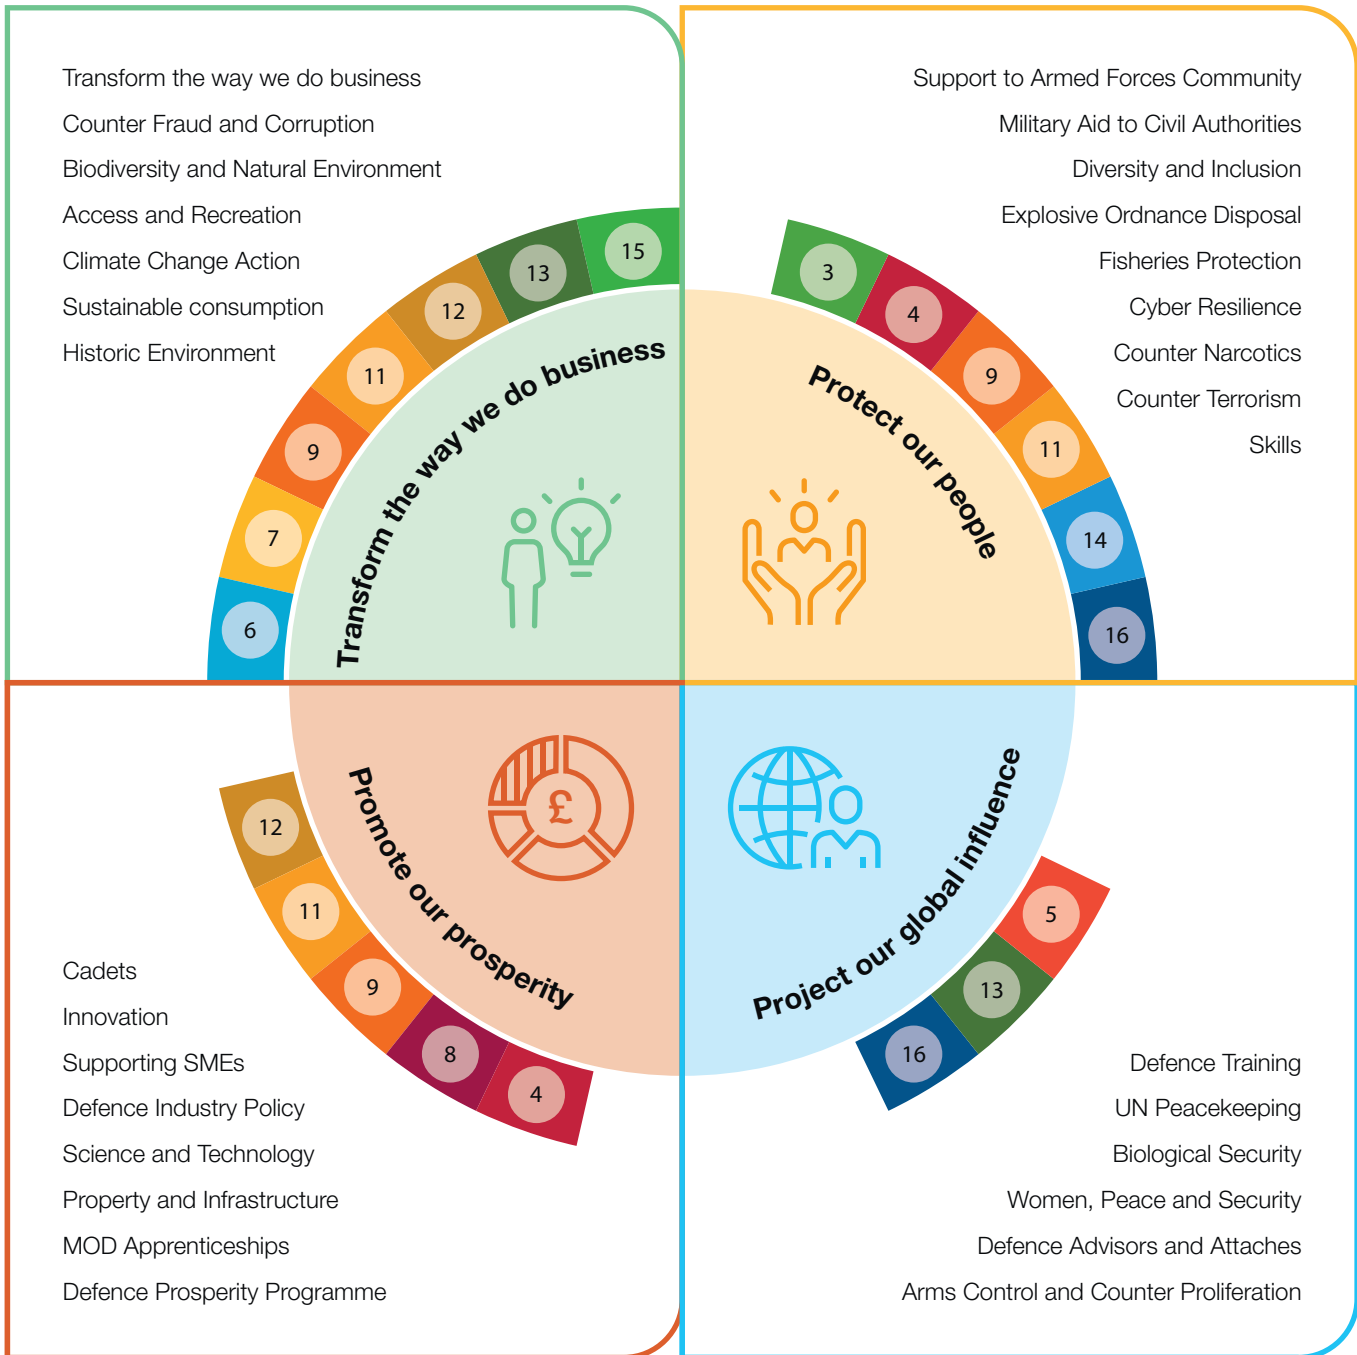 Transform the way we do business
Counter Fraud and Corruption
Biodiversity and Natural Environment
Access and Recreation
Climate Change Action
Sustainable consumption
Historic Environment
6
7
9
11
12
13
15
Transform the way we do business
Support to Armed Forces Community
Military Aid to Civil Authorities
Diversity and Inclusion
Explosive Ordnance Disposal
Fisheries Protection
Cyber Resilience
Counter Narcotics
Counter Terrorism
Skills
3
4
9
11
14
16
Protect our people
12
11
9
8
4
Promote our prosperity
£
Cadets
Innovation
Supporting SMEs
Defence Industry Policy
Science and Technology
Property and Infrastructure
MOD Apprenticeships
Defence Prosperity Programme
Project our global influence
5
13
16
Defence Training
UN Peacekeeping
Biological Security
Women, Peace and Security
Defence Advisors and Attaches
Arms Control and Counter Proliferation